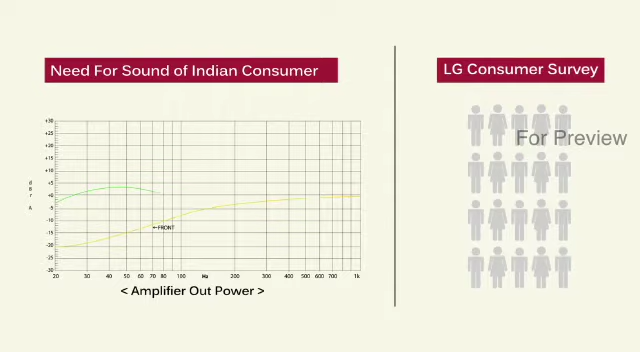 Need For Sound of Indian Consumer
LG Consumer Survey
For Preview
+30
+25
+20
+15
+10
+5
+0
-5
-10
-15
-20
-25
-30
d
B
r
A
←FRONT
20 30 40 50 60 70 80 100 200 300 400 500 600 700 1k
< Amplifier Out Power >